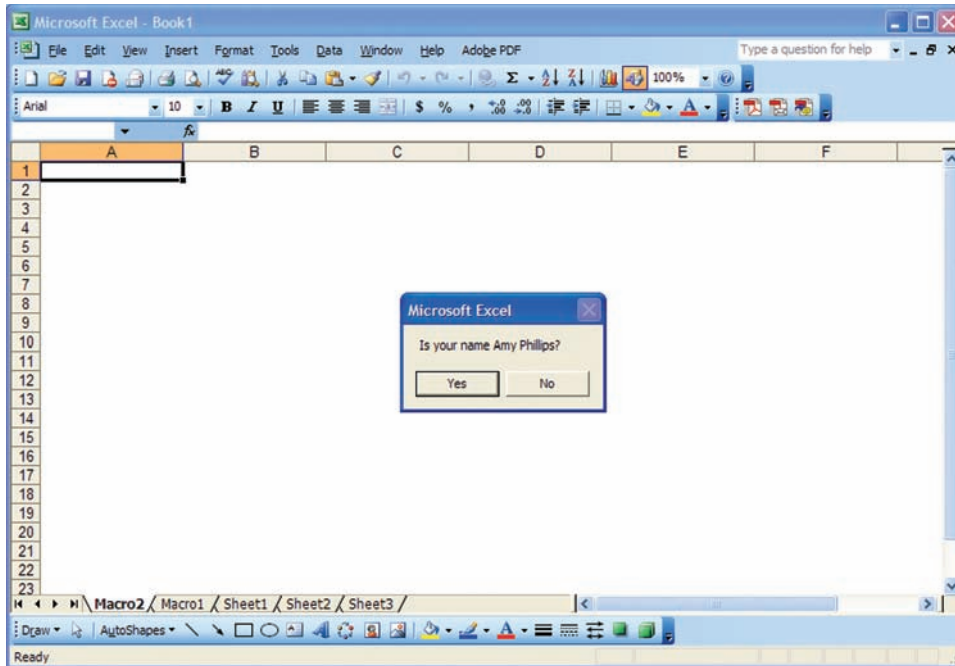 Microsoft Excel - Book1
File Edit View Insert Format Tools Data Window Help Adobe PDF Type a question for help
100%
Arial 10 B I U $ % ,
fx
A B C D E F
1
2
3
4
5
6
7
8
9
10
11
12
13
14
15
16
17
18
19
20
21
22
23
Microsoft Excel
Is your name Amy Phillips?
Yes No
Macro2 Macro1 Sheet1 Sheet2 Sheet3
Draw AutoShapes
Ready